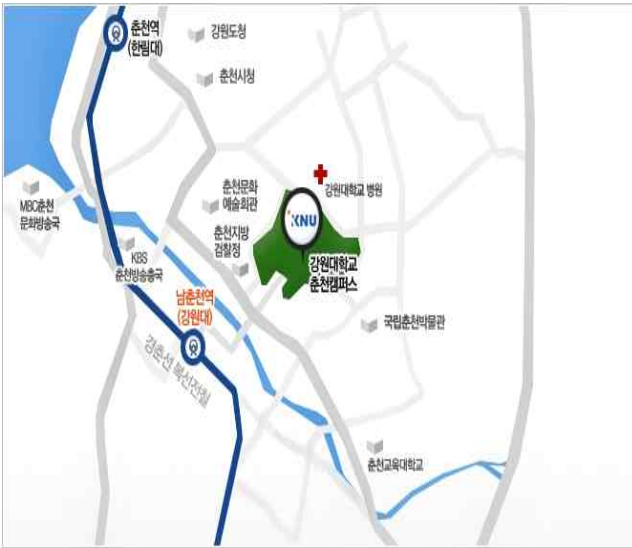 춘천역
(한림대)
강원도청
춘천시청
MBC춘천
문화방송국
KBS
춘천방송총국
춘천문화
예술회관
춘천지방
검찰청
강원대학교 병원
KNU
강원대학교
춘천캠퍼스
남춘천역
(강원대)
경춘선 복선전철
국립춘천박물관
춘천교육대학교